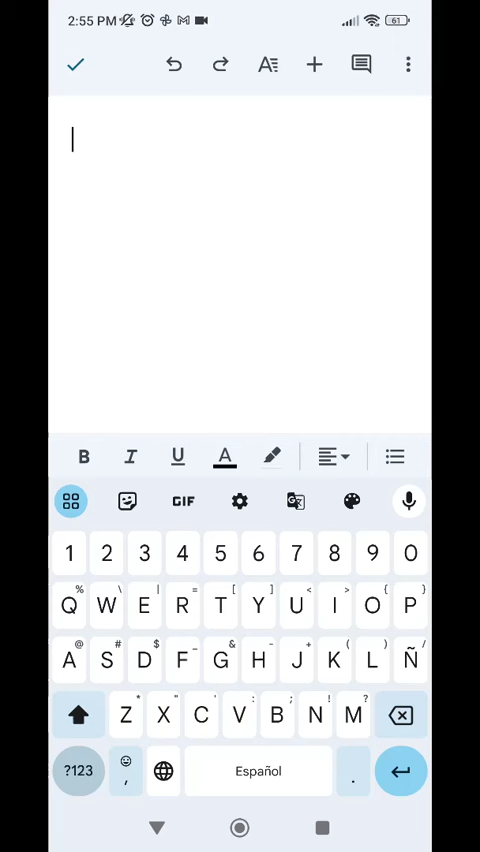 2:55 PM
61
B I U A
GIF
1 2 3 4 5 6 7 8 9 0
% \ | = [ ] < > { }
Q W E R T Y U I O P
@ # $ _ & - + ( ) /
A S D F G H J K L Ñ
* " ' : ; ! ?
Z X C V B N M
?123 , Español .